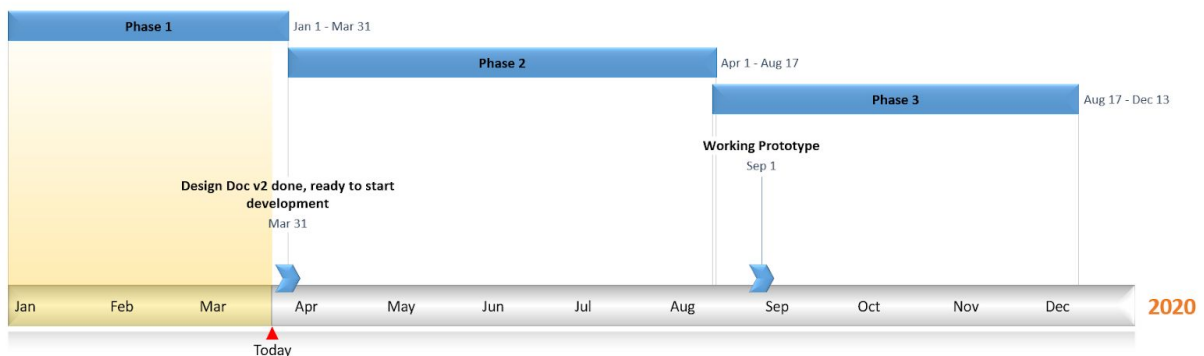 Phase 1
Jan 1 - Mar 31
Phase 2
Apr 1 - Aug 17
Phase 3
Aug 17 - Dec 13
Working Prototype
Sep 1
Design Doc v2 done, ready to start
development
Mar 31
Jan Feb Mar Apr May Jun Jul Aug Sep Oct Nov Dec 2020
Today